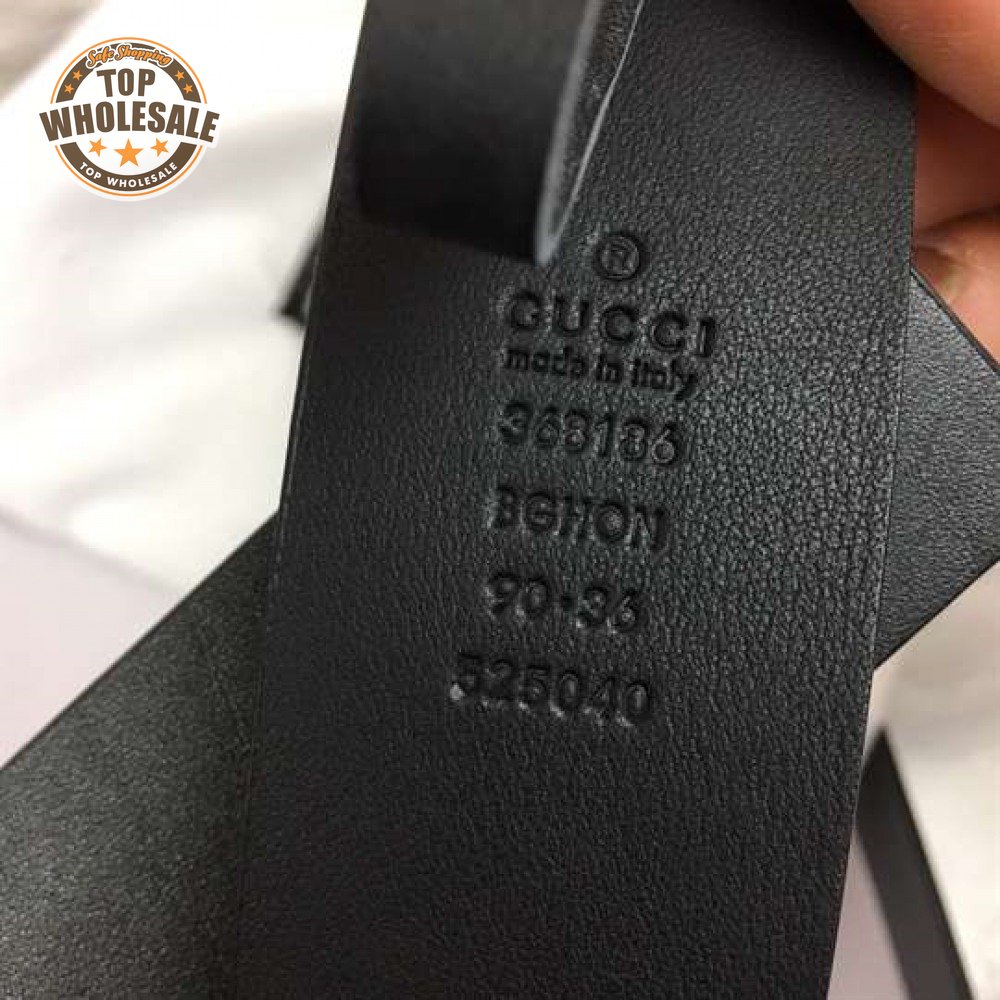 Safe Shopping
TOP
WHOLESALE
TOP WHOLESALE
®
GUCCI
made in italy
368186
BGHON
90·36
525040